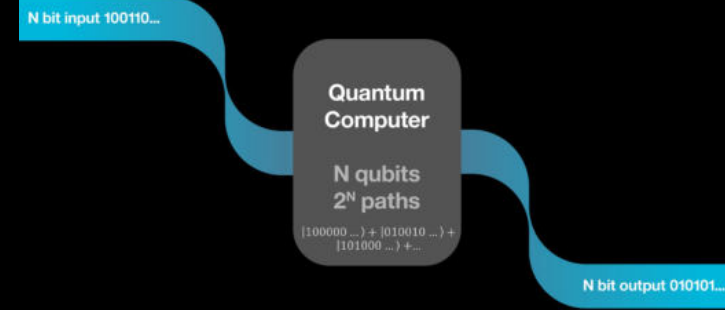 N bit input 100110...
Quantum
Computer
N qubits
2ᴺ paths
|100000 ...⟩ + |010010 ...⟩ +
|101000 ...⟩ +...
N bit output 010101...